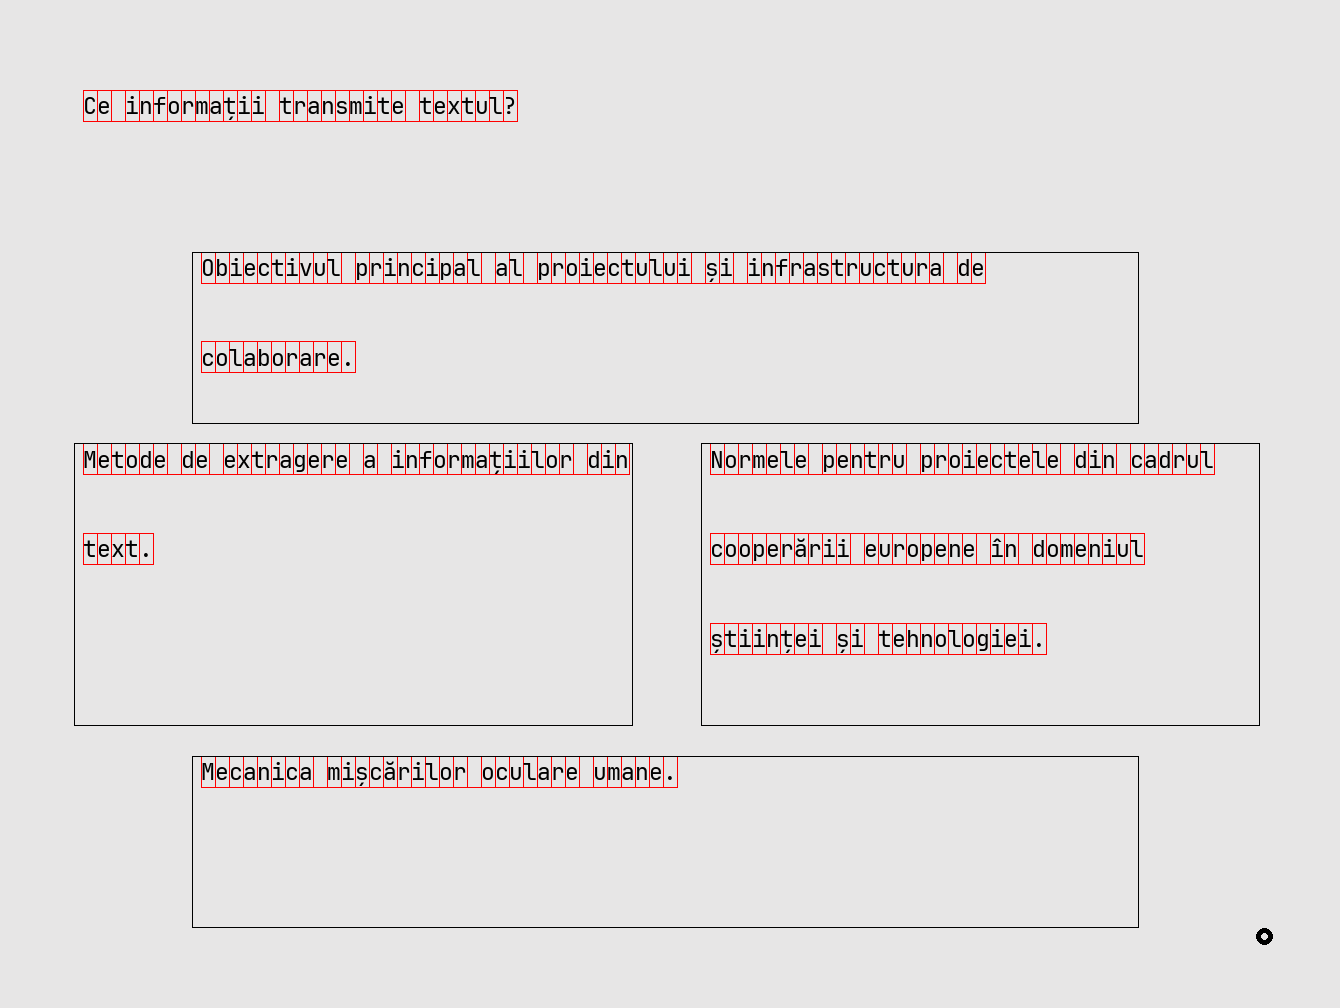 Ce informații transmite textul?
Obiectivul principal al proiectului și infrastructura de
colaborare.
Metode de extragere a informațiilor din
text.
Normele pentru proiectele din cadrul
cooperării europene în domeniul
științei și tehnologiei.
Mecanica mișcărilor oculare umane.